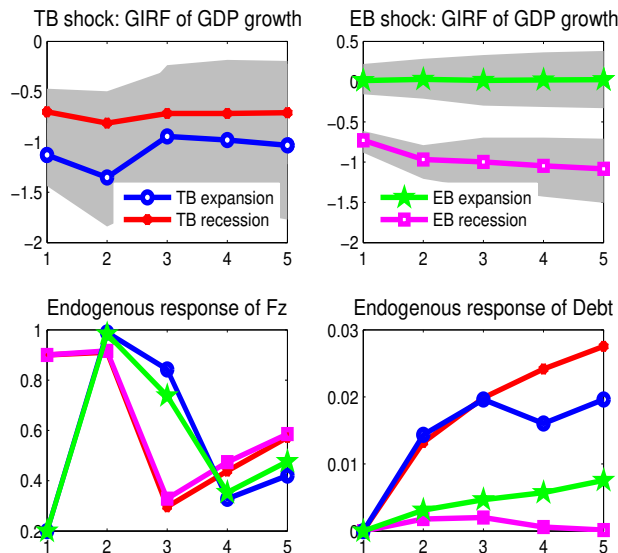 TB shock: GIRF of GDP growth
0
−0.5
−1
−1.5
−2
1 2 3 4 5
TB expansion
TB recession
EB shock: GIRF of GDP growth
0.5
0
−0.5
−1
−1.5
−2
1 2 3 4 5
EB expansion
EB recession
Endogenous response of Fz
1
0.8
0.6
0.4
0.2
1 2 3 4 5
Endogenous response of Debt
0.03
0.02
0.01
0
1 2 3 4 5